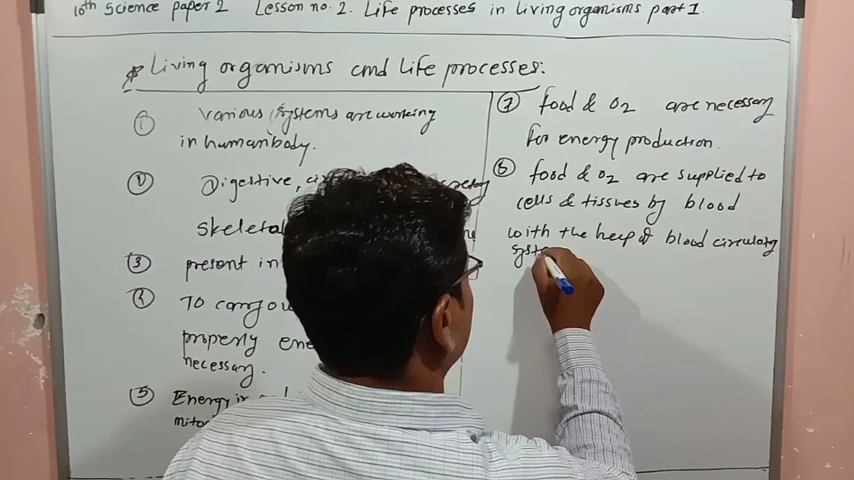 10th Science paper 2 Lesson no. 2. Life processes in living organisms part 1.
* Living organisms and Life processes:
① Various systems are working
in human body.
② Digestive,
skeletal
③ present in
④ To carry ou
properly ene
necessary.
⑤ Energy in
mito
⑦ food & O2 are necessary
for energy production.
⑥ food & O2 are supplied to
cells & tissues by blood
with the help of blood circulatory
syste